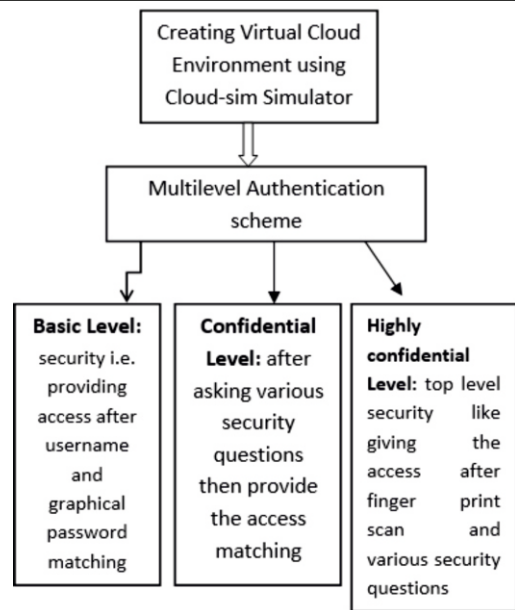 Creating Virtual Cloud
Environment using
Cloud-sim Simulator
Multilevel Authentication
scheme
Basic Level:
security i.e.
providing
access after
username
and
graphical
password
matching
Confidential
Level: after
asking various
security
questions
then provide
the access
matching
Highly
confidential
Level: top level
security like
giving the
access after
finger print
scan and
various security
questions